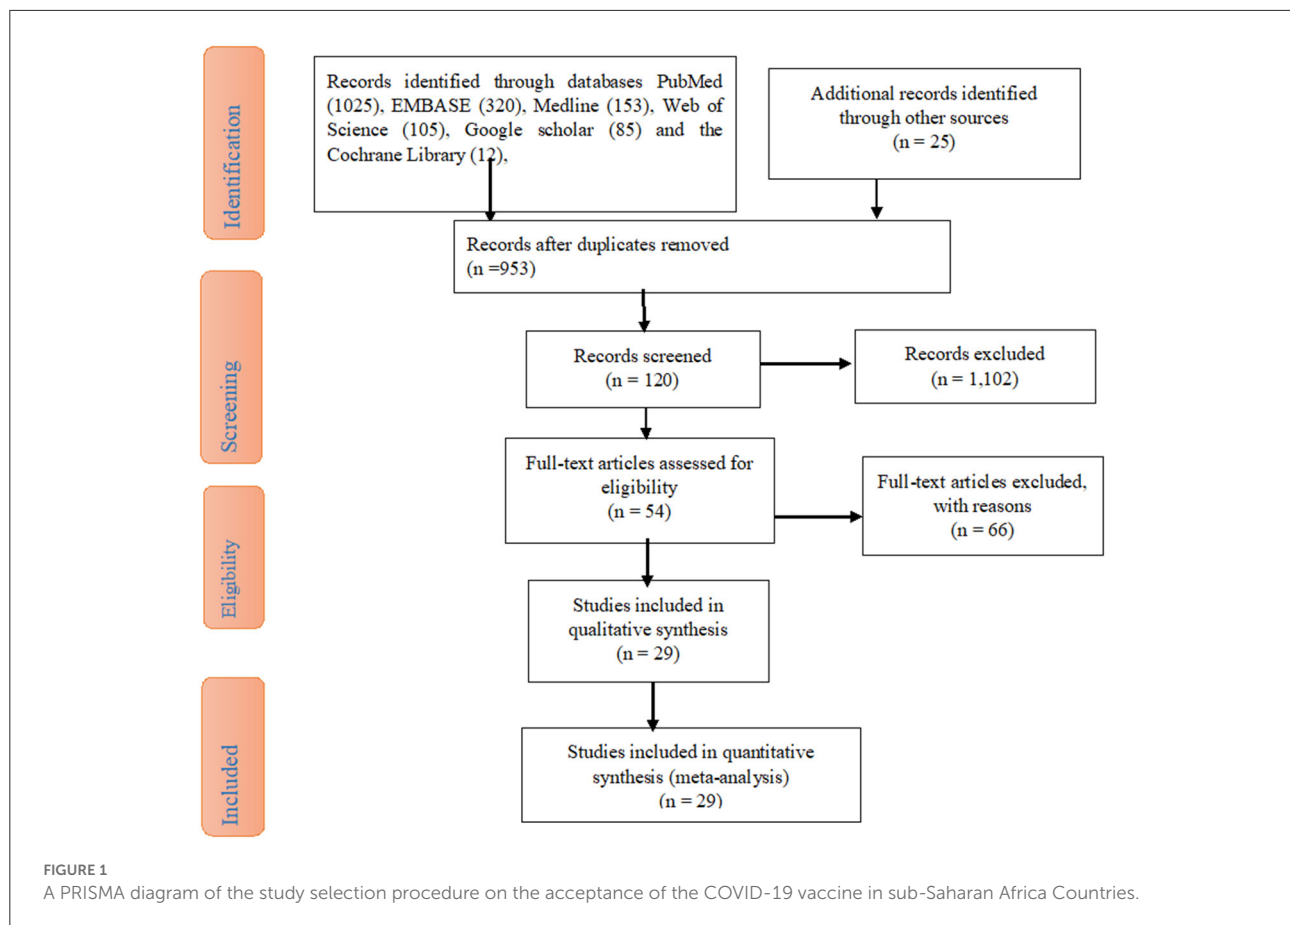 Identification
Records identified through databases PubMed
(1025), EMBASE (320), Medline (153), Web of
Science (105), Google scholar (85) and the
Cochrane Library (12),
Additional records identified
through other sources
(n = 25)
Records after duplicates removed
(n =953)
Screening
Records screened
(n = 120)
Records excluded
(n = 1,102)
Full-text articles assessed for
eligibility
(n = 54)
Full-text articles excluded,
with reasons
(n = 66)
Eligibility
Studies included in
qualitative synthesis
(n = 29)
Included
Studies included in quantitative
synthesis (meta-analysis)
(n = 29)
FIGURE 1
A PRISMA diagram of the study selection procedure on the acceptance of the COVID-19 vaccine in sub-Saharan Africa Countries.